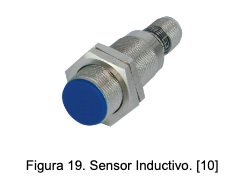 Figura 19. Sensor Inductivo. [10]